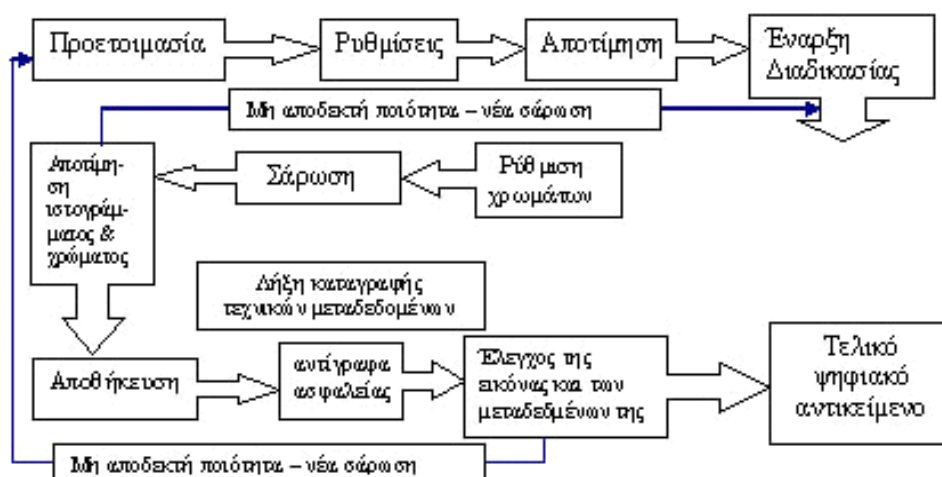 Προετοιμασία
Ρυθμίσεις
Αποτίμηση
Έναρξη
Διαδικασίας
Μη αποδεκτή ποιότητα – νέα σάρωση
Αποτίμη-
ση
ιστογράμ-
ματος &
χρώματος
Σάρωση
Ρύθμιση
χρωμάτων
Λήξη καταγραφής
τεχνικών μεταδεδομένων
Αποθήκευση
αντίγραφα
ασφαλείας
Έλεγχος της
εικόνας και των
μεταδεδμένων της
Τελικό
ψηφιακό
αντικείμενο
Μη αποδεκτή ποιότητα – νέα σάρωση